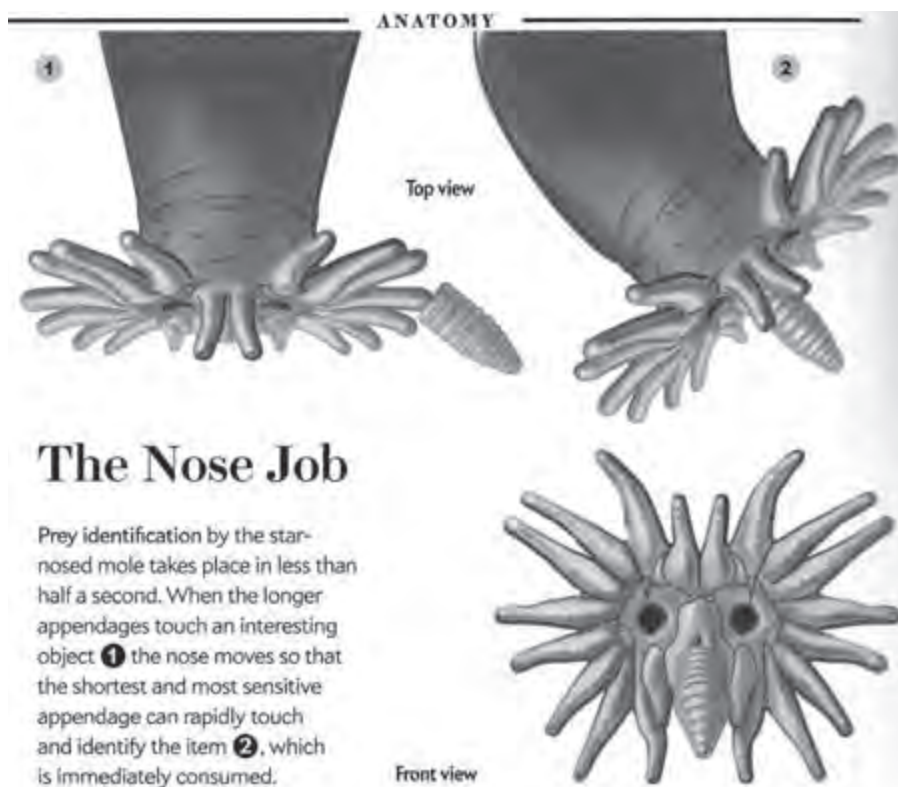 ANATOMY
1
2
Top view
The Nose Job
Prey identification by the star-
nosed mole takes place in less than
half a second. When the longer
appendages touch an interesting
object 1 the nose moves so that
the shortest and most sensitive
appendage can rapidly touch
and identify the item 2, which
is immediately consumed.
Front view